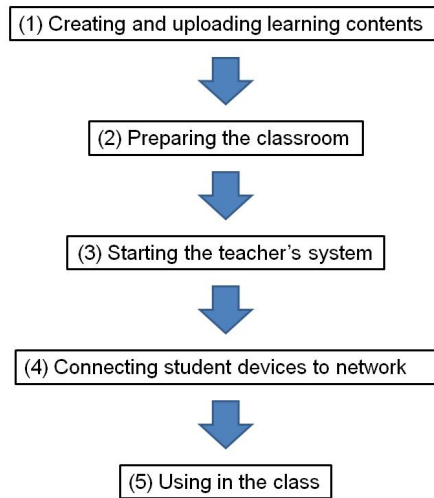 (1) Creating and uploading learning contents
(2) Preparing the classroom
(3) Starting the teacher's system
(4) Connecting student devices to network
(5) Using in the class